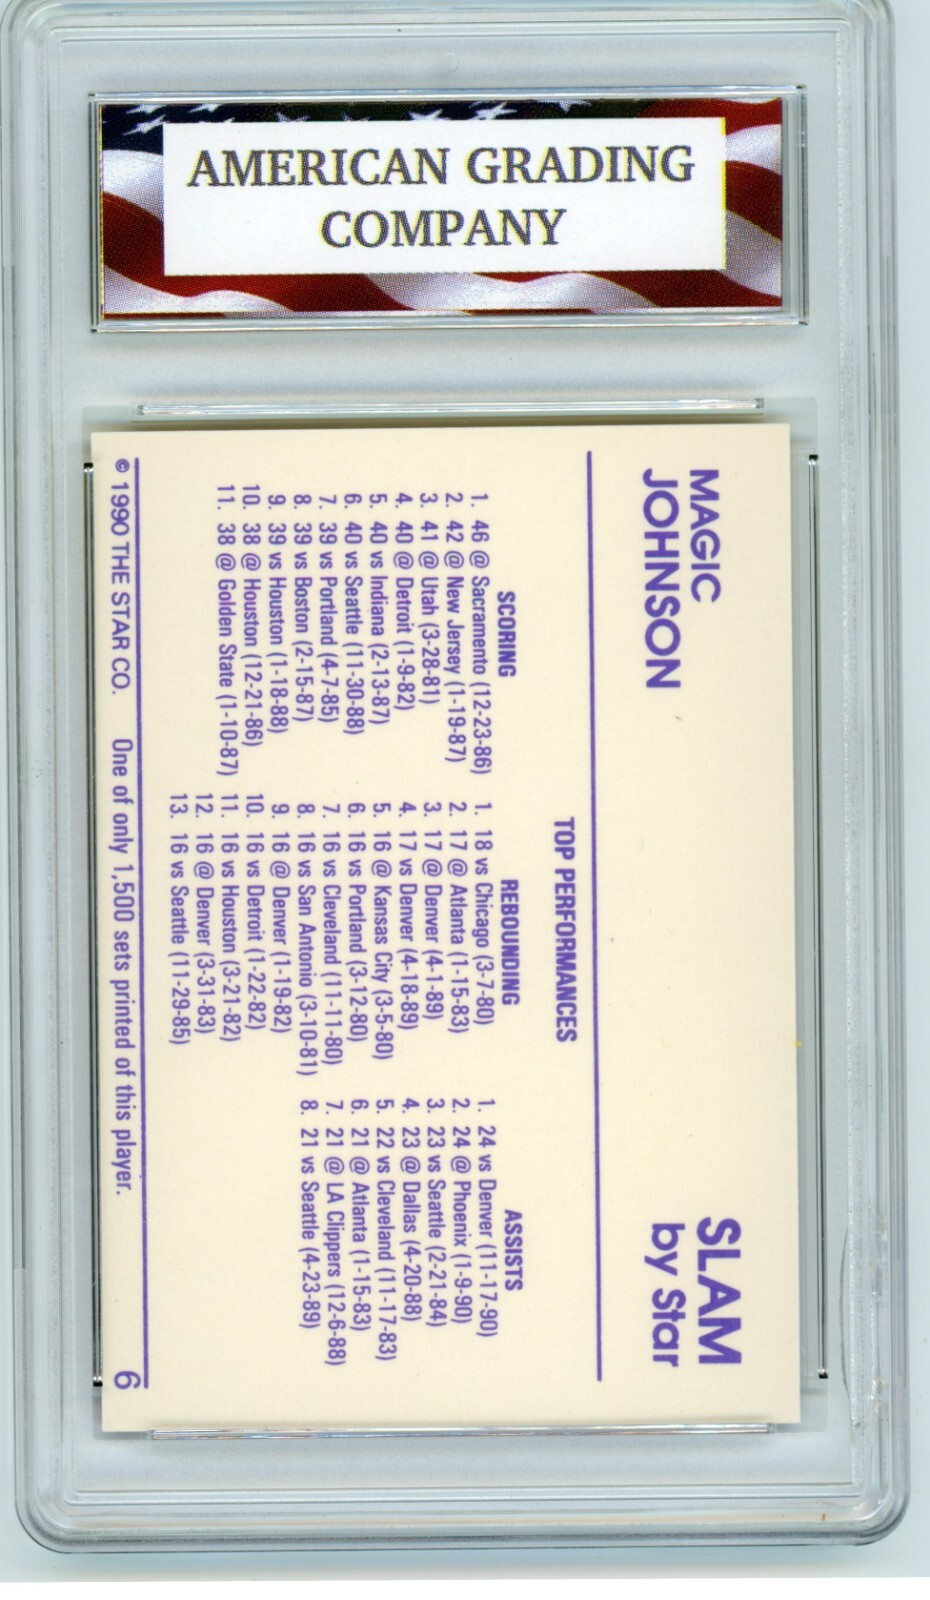 AMERICAN GRADING
COMPANY
MAGIC
JOHNSON
SLAM
by Star
TOP PERFORMANCES
SCORING
1. 46 @ Sacramento (12-23-86)
2. 42 @ New Jersey (1-19-87)
3. 41 @ Utah (3-28-81)
4. 40 @ Detroit (1-9-82)
5. 40 vs Indiana (2-13-87)
6. 40 vs Seattle (11-30-88)
7. 39 vs Portland (4-7-85)
8. 39 vs Boston (2-15-87)
9. 39 vs Houston (1-18-88)
10. 38 @ Houston (12-21-86)
11. 38 @ Golden State (1-10-87)
REBOUNDING
1. 18 vs Chicago (3-7-80)
2. 17 @ Atlanta (1-15-83)
3. 17 @ Denver (4-1-89)
4. 17 vs Denver (4-18-89)
5. 16 @ Kansas City (3-5-80)
6. 16 vs Portland (3-12-80)
7. 16 vs Cleveland (11-11-80)
8. 16 vs San Antonio (3-10-81)
9. 16 @ Denver (1-19-82)
10. 16 vs Detroit (1-22-82)
11. 16 vs Houston (3-21-82)
12. 16 @ Denver (3-31-83)
13. 16 vs Seattle (11-29-85)
ASSISTS
1. 24 vs Denver (11-17-90)
2. 24 @ Phoenix (1-9-90)
3. 23 vs Seattle (2-21-84)
4. 23 @ Dallas (4-20-88)
5. 22 vs Cleveland (11-17-83)
6. 21 @ Atlanta (1-15-83)
7. 21 @ LA Clippers (12-6-88)
8. 21 vs Seattle (4-23-89)
© 1990 THE STAR CO. One of only 1,500 sets printed of this player. 6